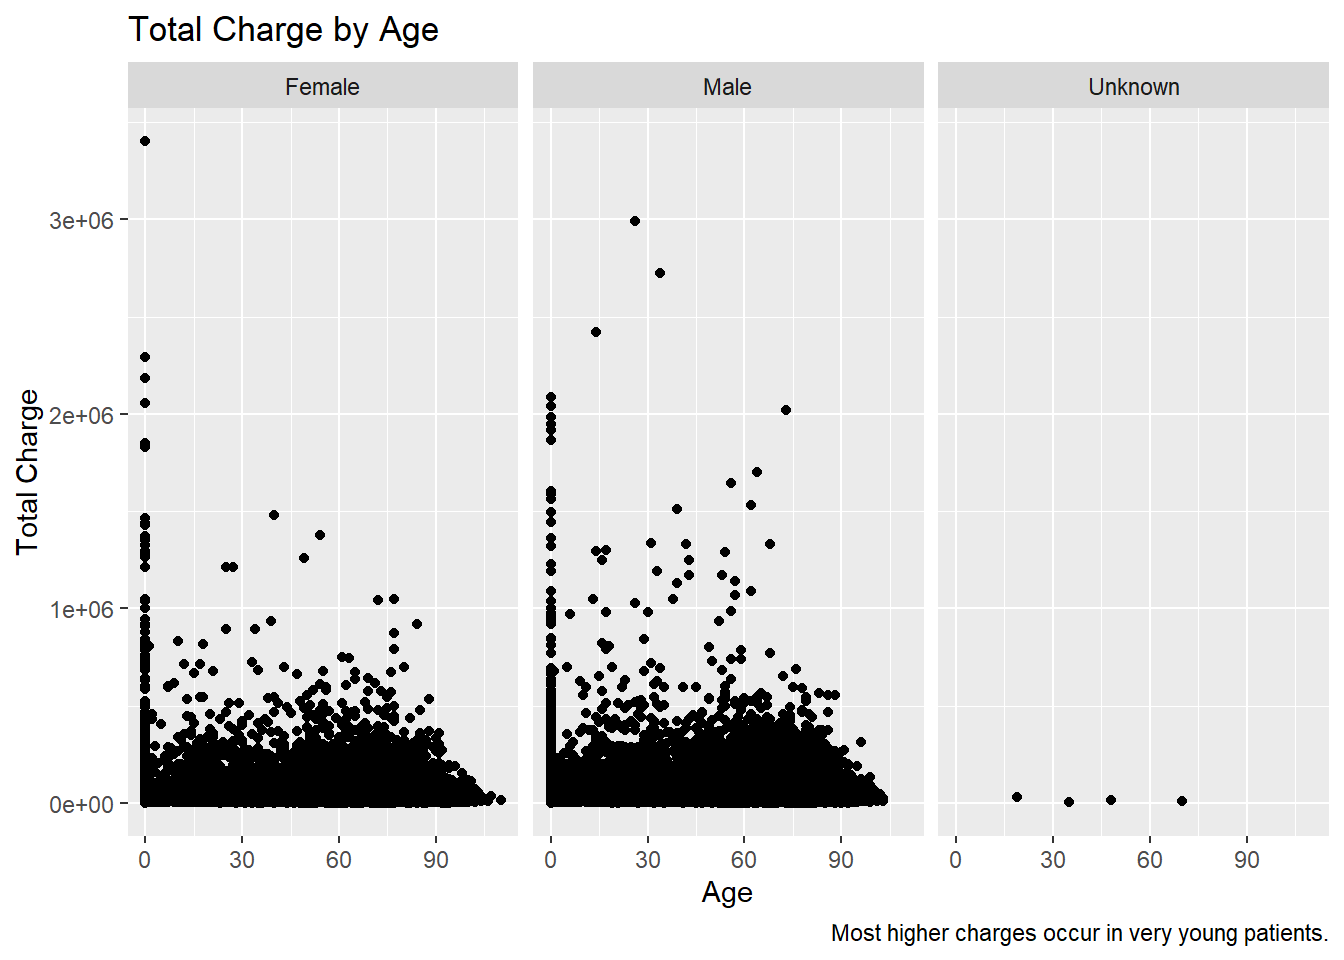 Total Charge by Age
Female
Male
Unknown
Total Charge
3e+06
2e+06
1e+06
0e+00
0 30 60 90
0 30 60 90
0 30 60 90
Age
Most higher charges occur in very young patients.